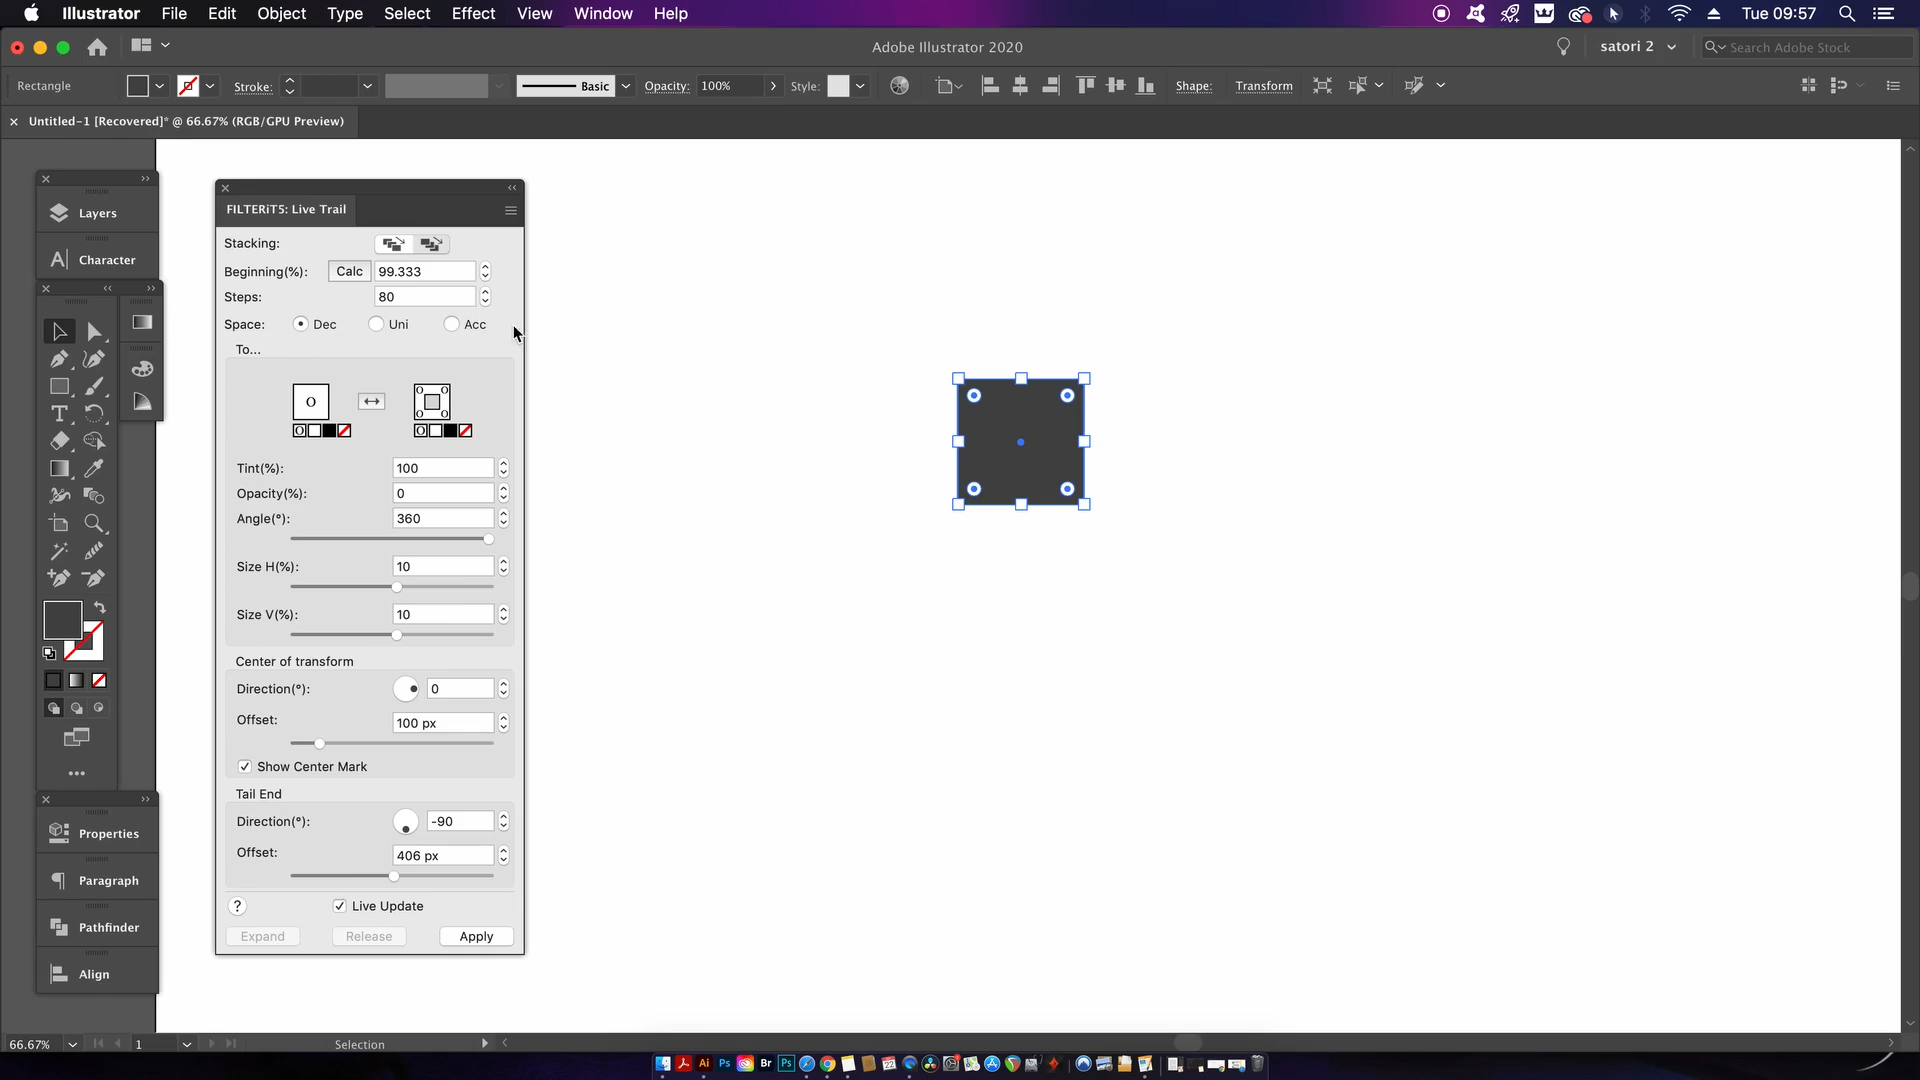 Illustrator File Edit Object Type Select Effect View Window Help Tue 09:57
Adobe Illustrator 2020 satori 2 Search Adobe Stock
Rectangle Stroke: Basic Opacity: 100% Style: Shape: Transform
Untitled-1 [Recovered]* @ 66.67% (RGB/GPU Preview)
Layers
Character
Properties
Paragraph
Pathfinder
Align
FILTERiT5: Live Trail
Stacking:
Beginning(%): Calc 99.333
Steps: 80
Space: Dec Uni Acc
To...
Tint(%): 100
Opacity(%): 0
Angle(°): 360
Size H(%): 10
Size V(%): 10
Center of transform
Direction(°): 0
Offset: 100 px
Show Center Mark
Tail End
Direction(°): -90
Offset: 406 px
? Live Update
Expand Release Apply
66.67% 1 Selection
Ai Ps Br Ps